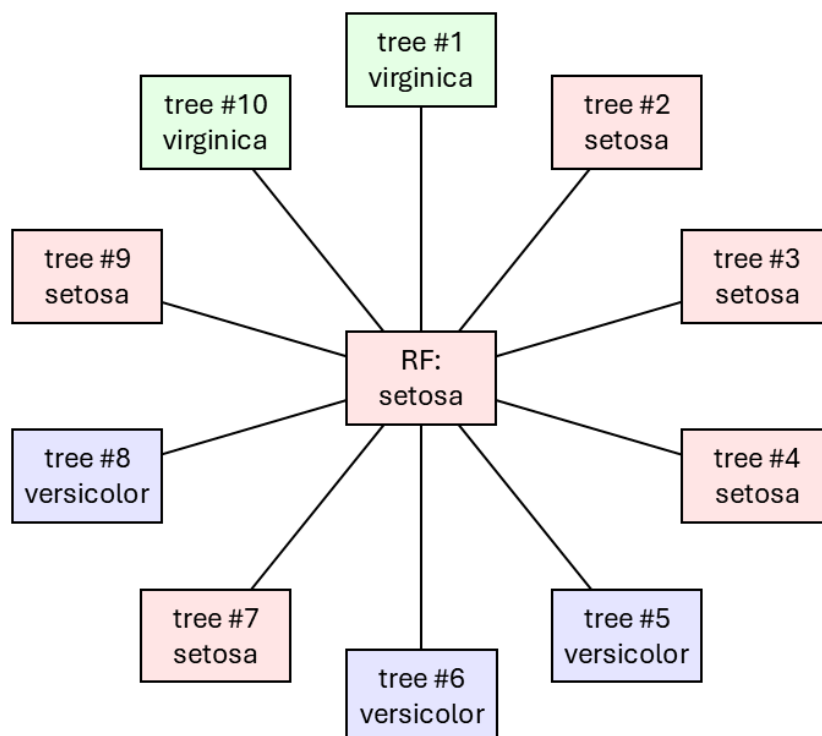 tree #1
virginica
tree #10
virginica
tree #2
setosa
tree #9
setosa
tree #3
setosa
RF:
setosa
tree #8
versicolor
tree #4
setosa
tree #7
setosa
tree #5
versicolor
tree #6
versicolor